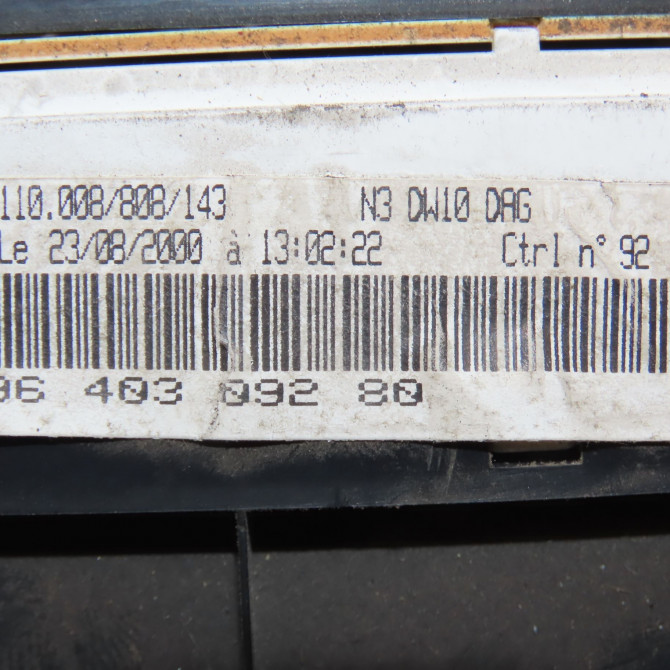 110.008/808/143 N3 DW10 DAG
Le 23/08/2000 à 13:02:22 Ctrl n° 92
96 403 092 80